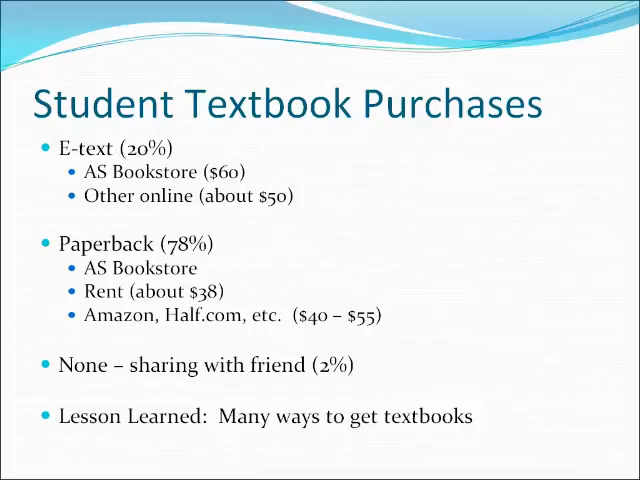 Student Textbook Purchases
E-text (20%)
AS Bookstore ($60)
Other online (about $50)
Paperback (78%)
AS Bookstore
Rent (about $38)
Amazon, Half.com, etc.  ($40 – $55)
None – sharing with friend (2%)
Lesson Learned:  Many ways to get textbooks